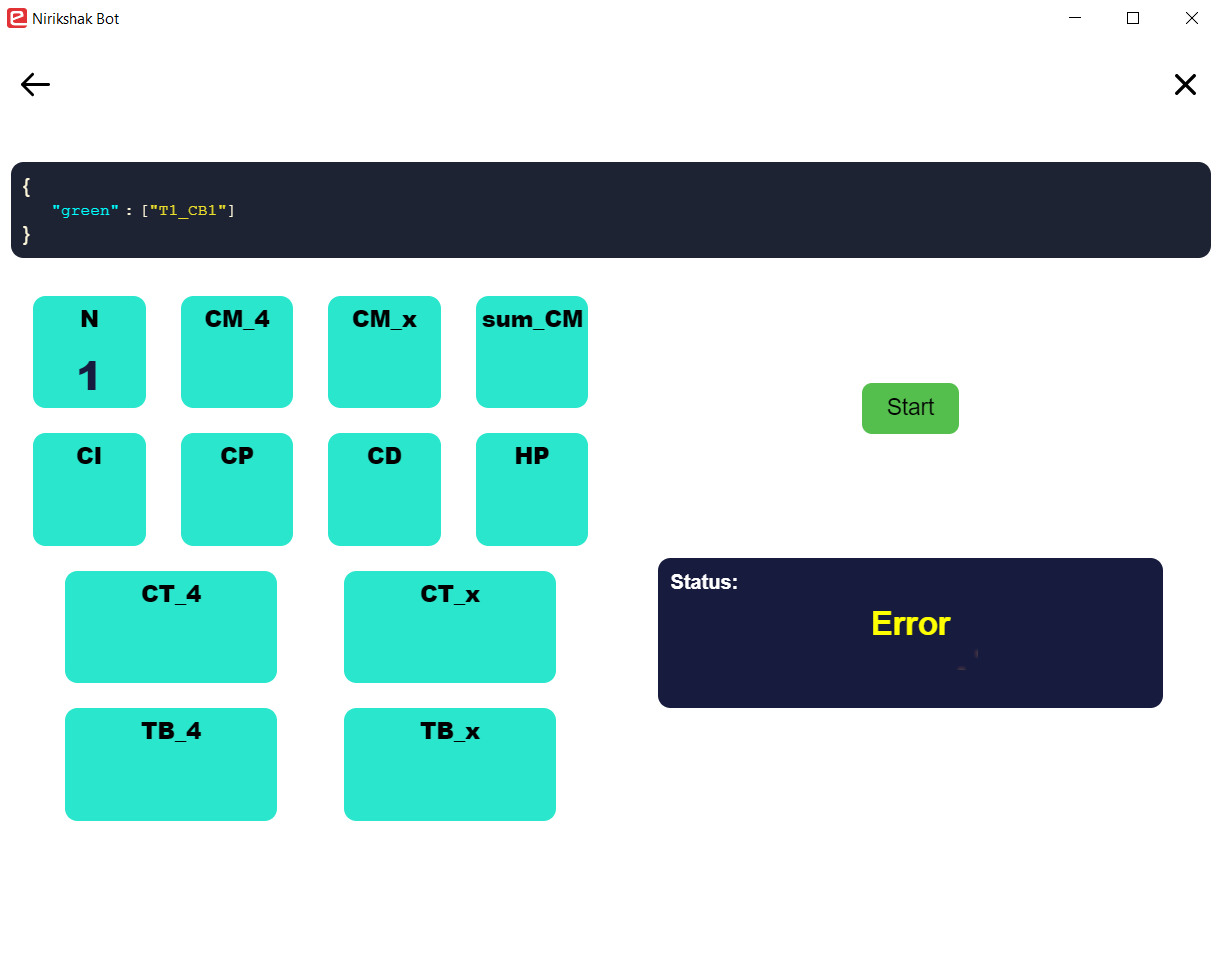 Nirikshak Bot
{
"green" : ["T1_CB1"]
}
N CM_4 CM_x sum_CM
1
Start
CI CP CD HP
Status:
CT_4 CT_x
Error
TB_4 TB_x